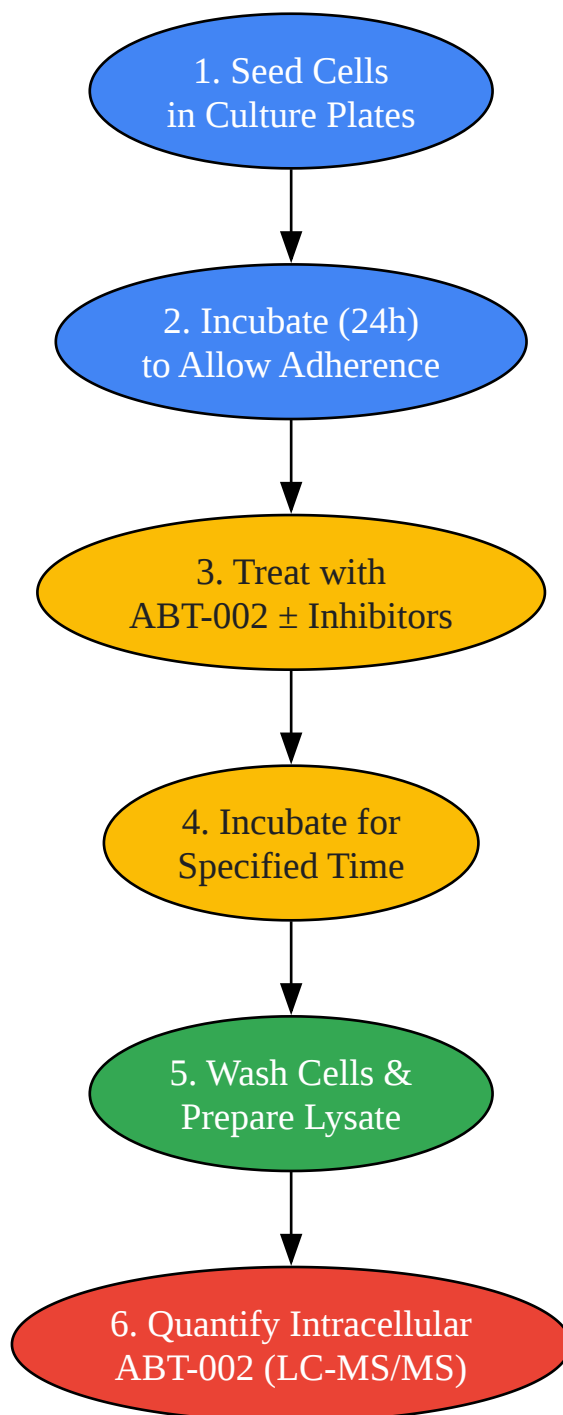 1. Seed Cells
in Culture Plates
2. Incubate (24h)
to Allow Adherence
3. Treat with
ABT-002 ± Inhibitors
4. Incubate for
Specified Time
5. Wash Cells &
Prepare Lysate
6. Quantify Intracellular
ABT-002 (LC-MS/MS)